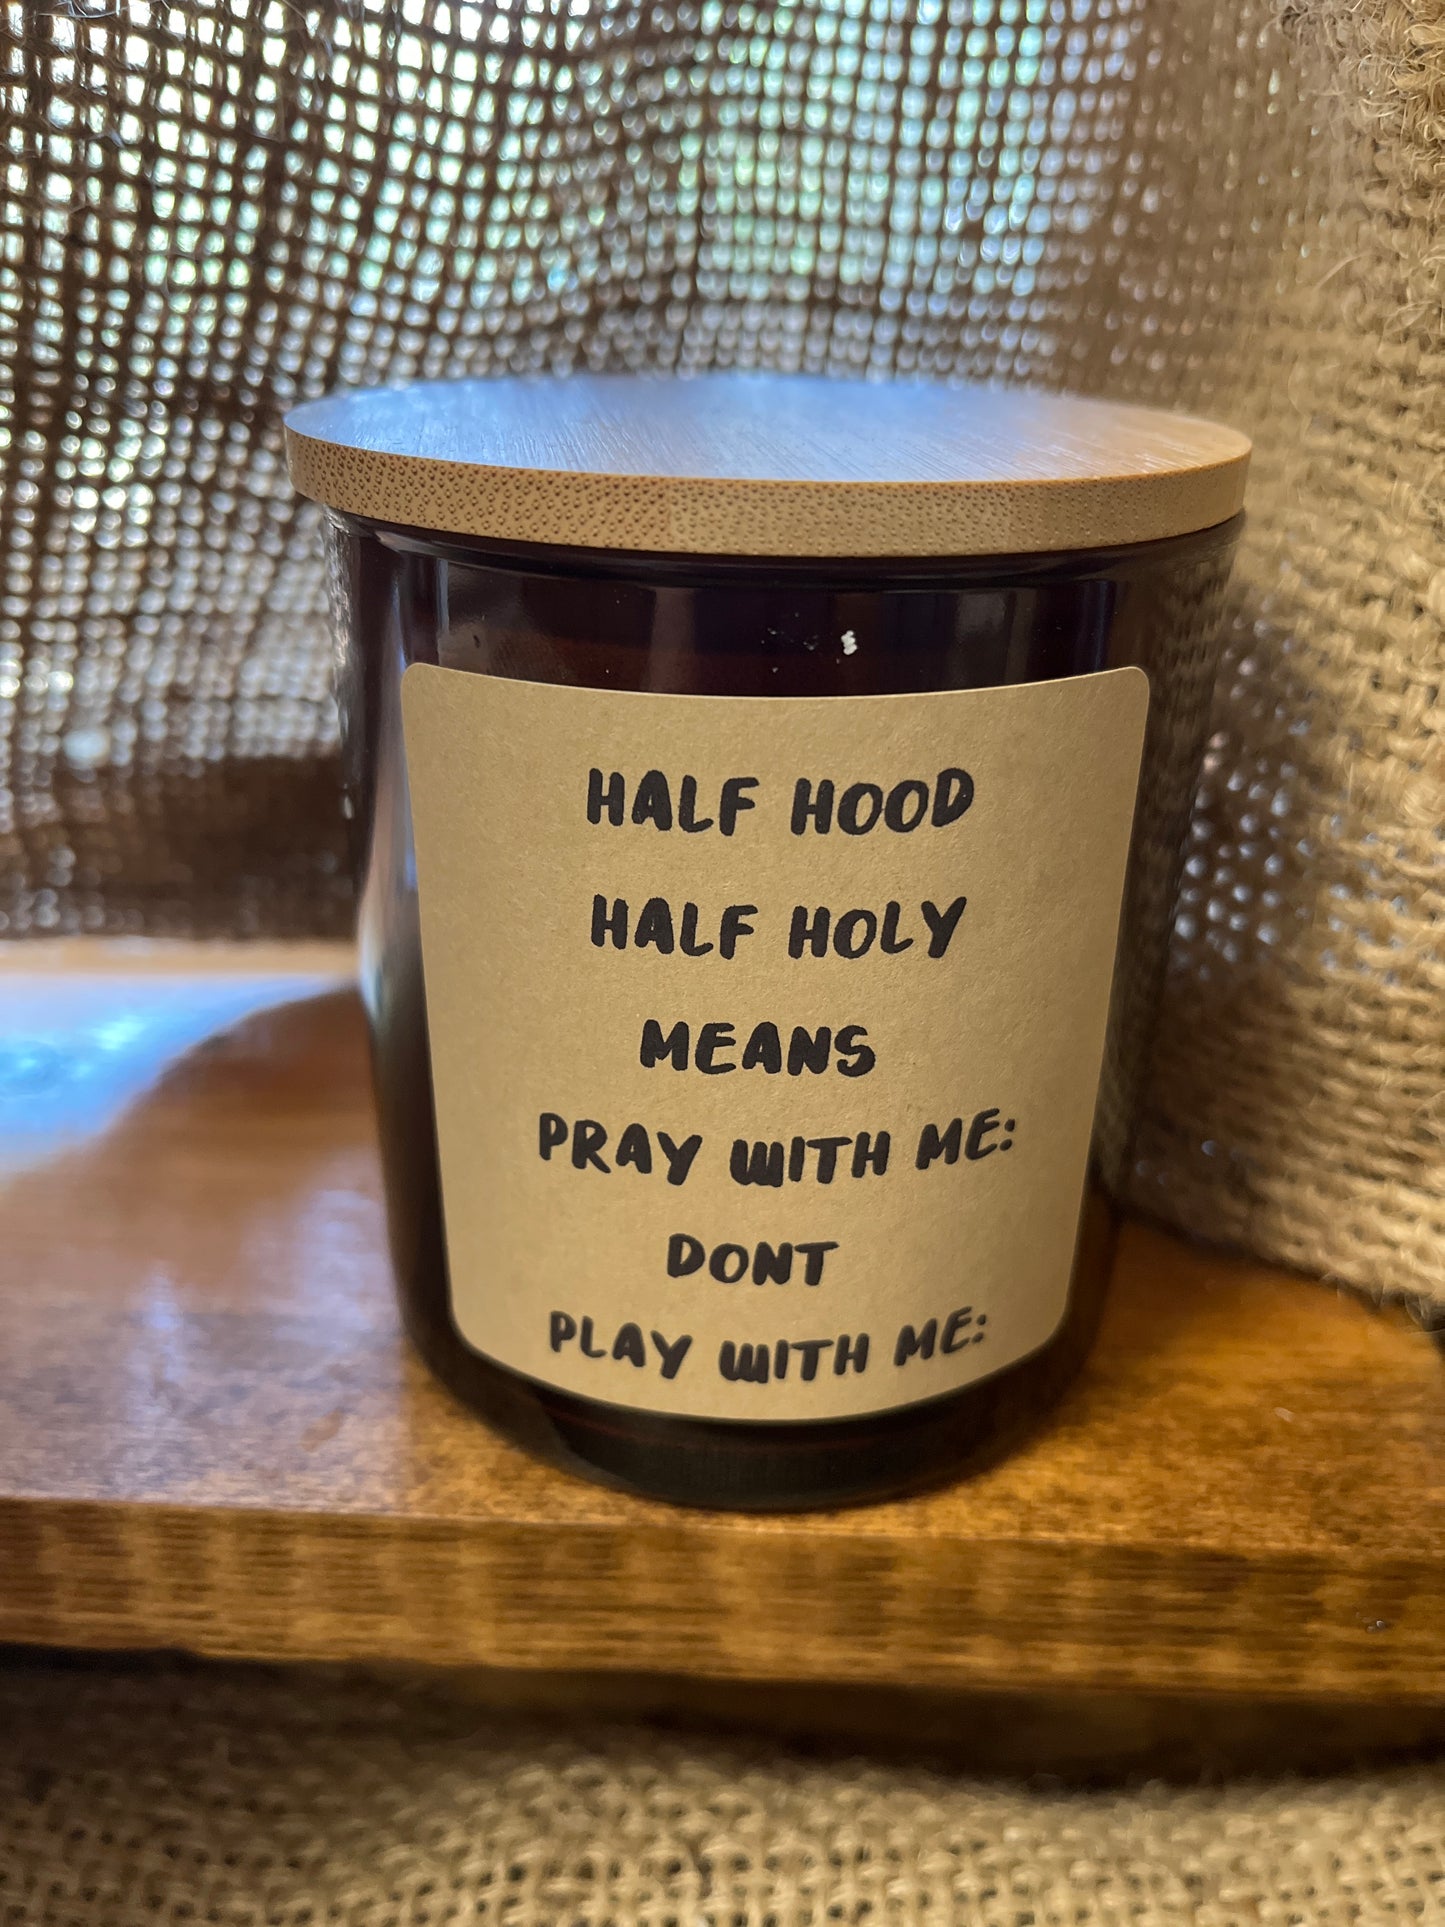 HALF HOOD
HALF HOLY
MEANS
PRAY WITH ME:
DONT
PLAY WITH ME: